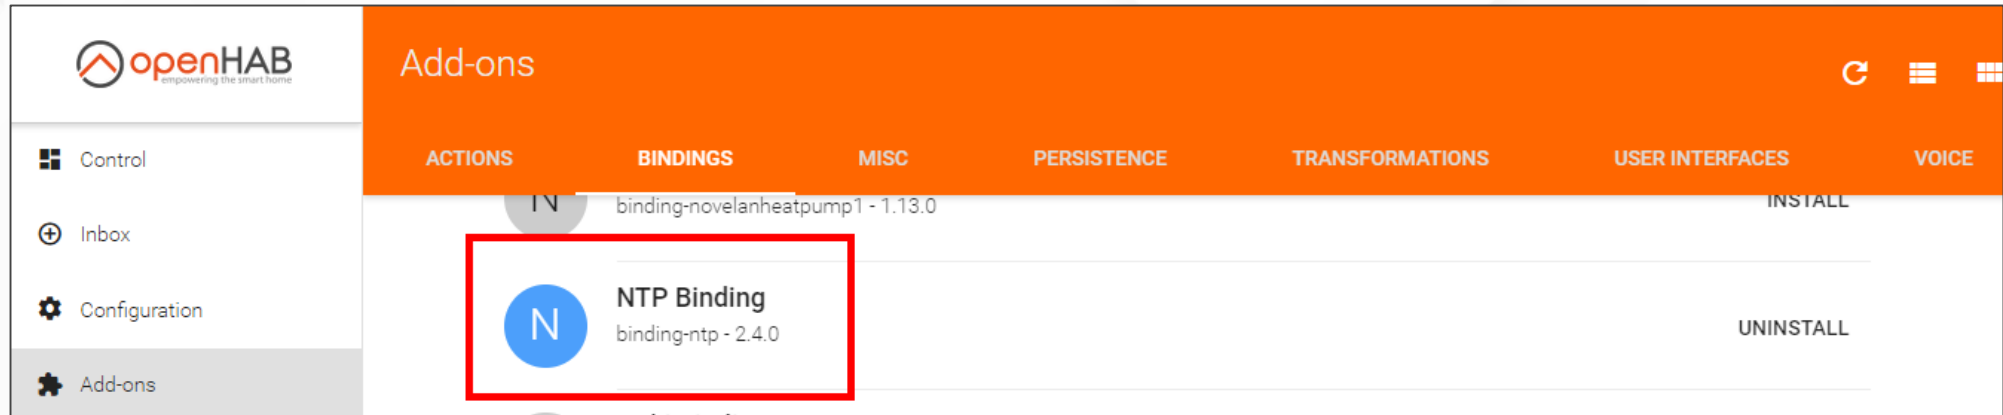 openHAB
empowering the smart home
Add-ons
Control
Inbox
Configuration
Add-ons
ACTIONS BINDINGS MISC PERSISTENCE TRANSFORMATIONS USER INTERFACES VOICE
N
binding-novelanheatpump1 - 1.13.0
INSTALL
N
NTP Binding
binding-ntp - 2.4.0
UNINSTALL